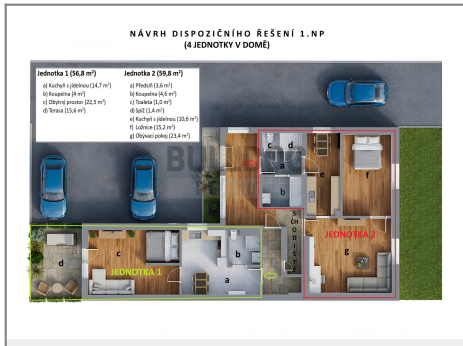 NÁVRH DISPOZIČNÍHO ŘEŠENÍ 1.NP
(4 JEDNOTKY V DOMĚ)
Jednotka 1 (56,8 m²)
a) Kuchyň s jídelnou (14,7 m²)
b) Koupelna (4 m²)
c) Obytný prostor (22,5 m²)
d) Terasa (15,6 m²)
Jednotka 2 (59,8 m²)
a) Předsíň (3,6 m²)
b) Koupelna (4,6 m²)
c) Toaleta (1,0 m²)
d) Spíž (1,4 m²)
e) Kuchyň s jídelnou (10,6 m²)
f) Ložnice (15,2 m²)
g) Obývací pokoj (23,4 m²)
c
d
a
e
f
b
SCHODIŠTĚ
JEDNOTKA 2
g
d
c
JEDNOTKA 1
b
a